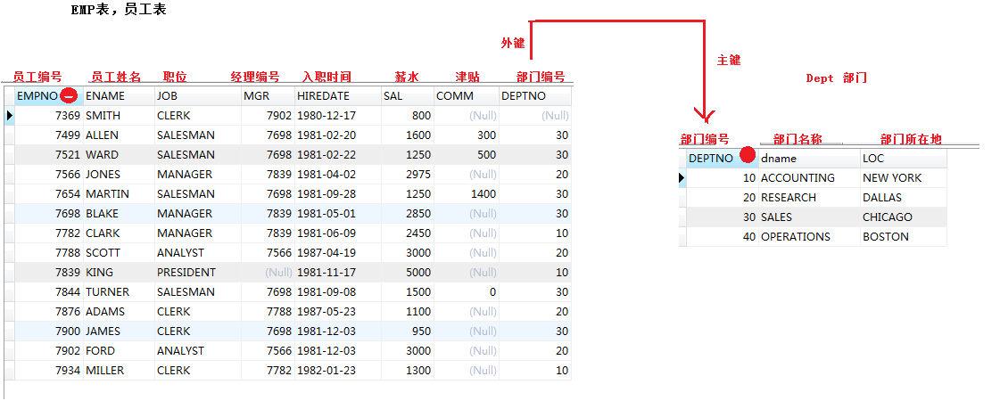 EMP表，员工表
外键
主键
员工编号 员工姓名 职位 经理编号 入职时间 薪水 津贴 部门编号
EMPNO ENAME JOB MGR HIREDATE SAL COMM DEPTNO
7369 SMITH CLERK 7902 1980-12-17 800 (Null) (Null)
7499 ALLEN SALESMAN 7698 1981-02-20 1600 300 30
7521 WARD SALESMAN 7698 1981-02-22 1250 500 30
7566 JONES MANAGER 7839 1981-04-02 2975 (Null) 20
7654 MARTIN SALESMAN 7698 1981-09-28 1250 1400 30
7698 BLAKE MANAGER 7839 1981-05-01 2850 (Null) 30
7782 CLARK MANAGER 7839 1981-06-09 2450 (Null) 10
7788 SCOTT ANALYST 7566 1987-04-19 3000 (Null) 20
7839 KING PRESIDENT (Null) 1981-11-17 5000 (Null) 10
7844 TURNER SALESMAN 7698 1981-09-08 1500 0 30
7876 ADAMS CLERK 7788 1987-05-23 1100 (Null) 20
7900 JAMES CLERK 7698 1981-12-03 950 (Null) 30
7902 FORD ANALYST 7566 1981-12-03 3000 (Null) 20
7934 MILLER CLERK 7782 1982-01-23 1300 (Null) 10
Dept 部门
部门编号 部门名称 部门所在地
DEPTNO dname LOC
10 ACCOUNTING NEW YORK
20 RESEARCH DALLAS
30 SALES CHICAGO
40 OPERATIONS BOSTON